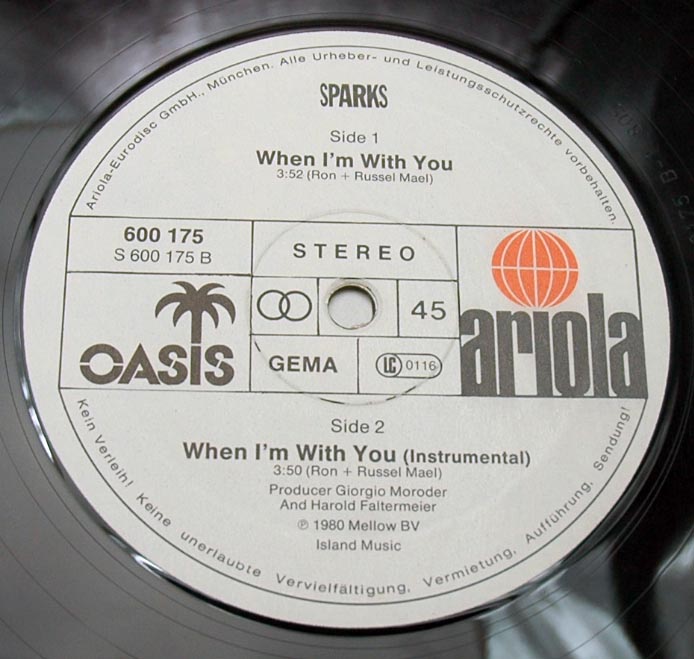 Ariola-Eurodisc GmbH., München. Alle Urheber- und Leistungsschutzrechte vorbehalten.
SPARKS
Side 1
When I'm With You
3:52 (Ron + Russel Mael)
600 175
S 600 175 B
STEREO
OASIS
45
GEMA
LC 0116
ariola
Side 2
When I'm With You (Instrumental)
3:50 (Ron + Russel Mael)
Producer Giorgio Moroder
And Harold Faltermeier
℗ 1980 Mellow BV
Island Music
Kein Verleih! Keine unerlaubte Vervielfältigung, Vermietung, Aufführung, Sendung!